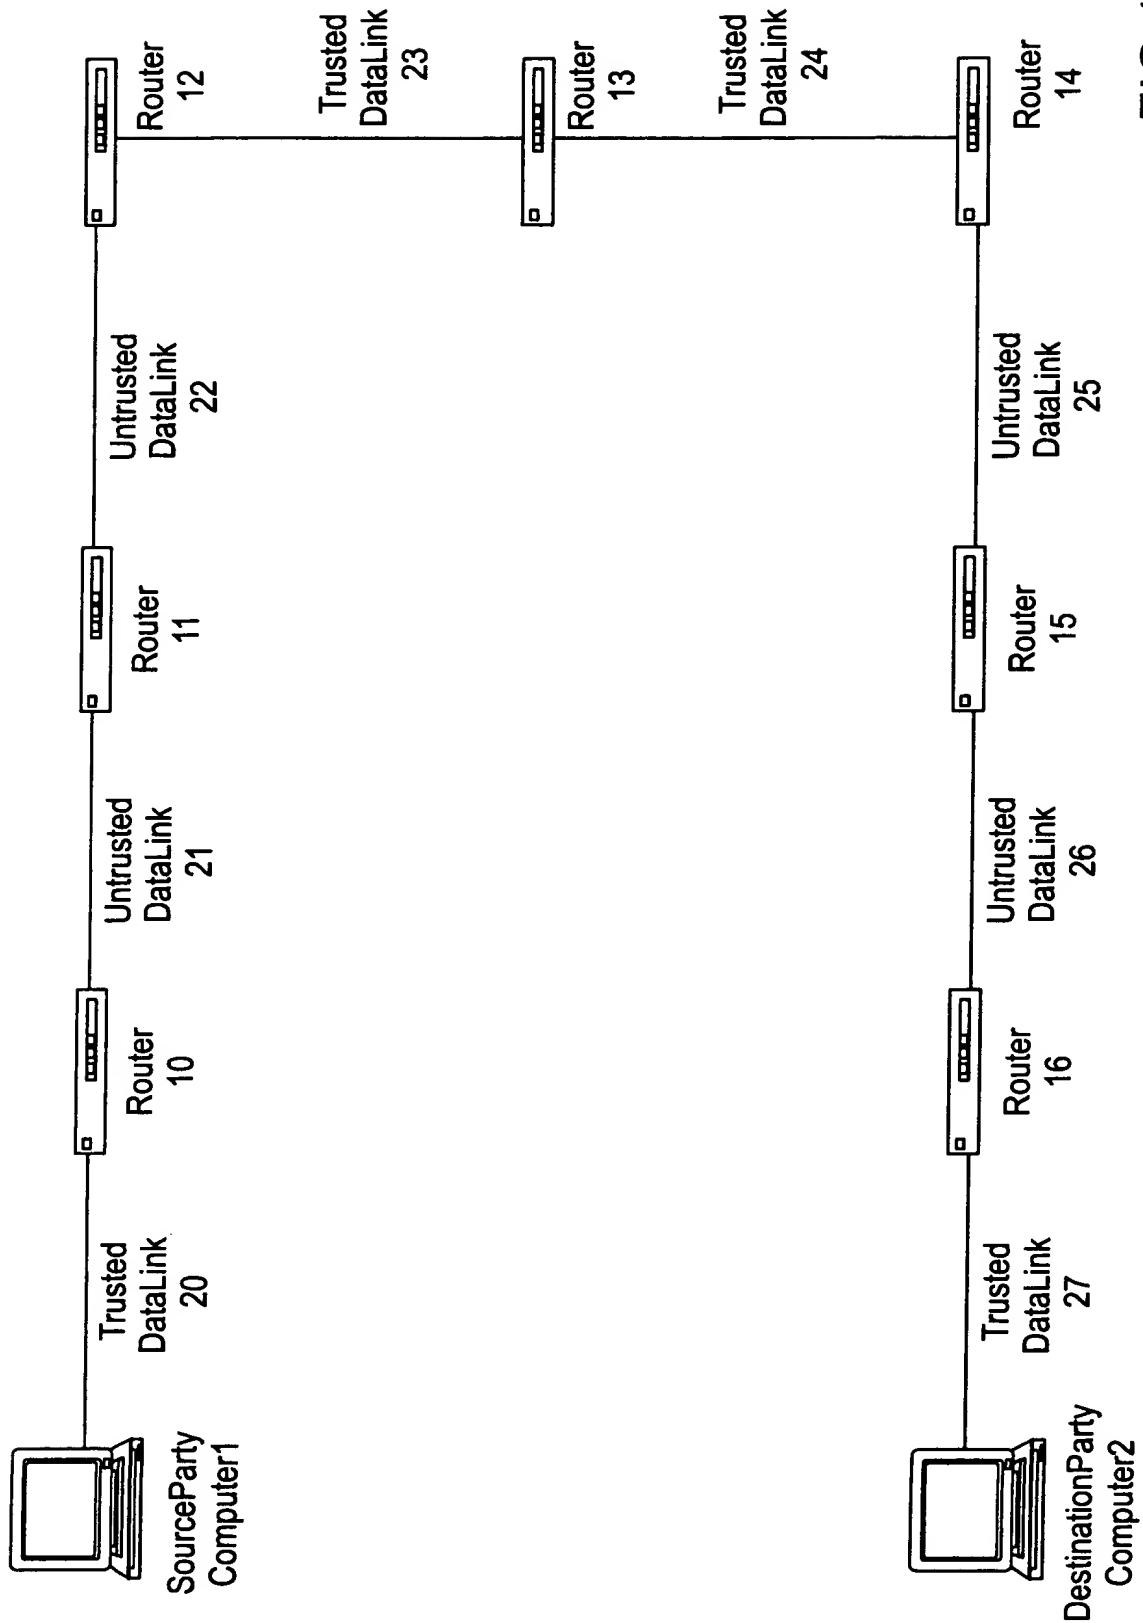 SourceParty
Computer1
Trusted
DataLink
20
Router
10
Untrusted
DataLink
21
Router
11
Untrusted
DataLink
22
Router
12
Trusted
DataLink
23
Router
13
Trusted
DataLink
24
Router
14
Untrusted
DataLink
25
Router
15
Untrusted
DataLink
26
Router
16
Trusted
DataLink
27
DestinationParty
Computer2